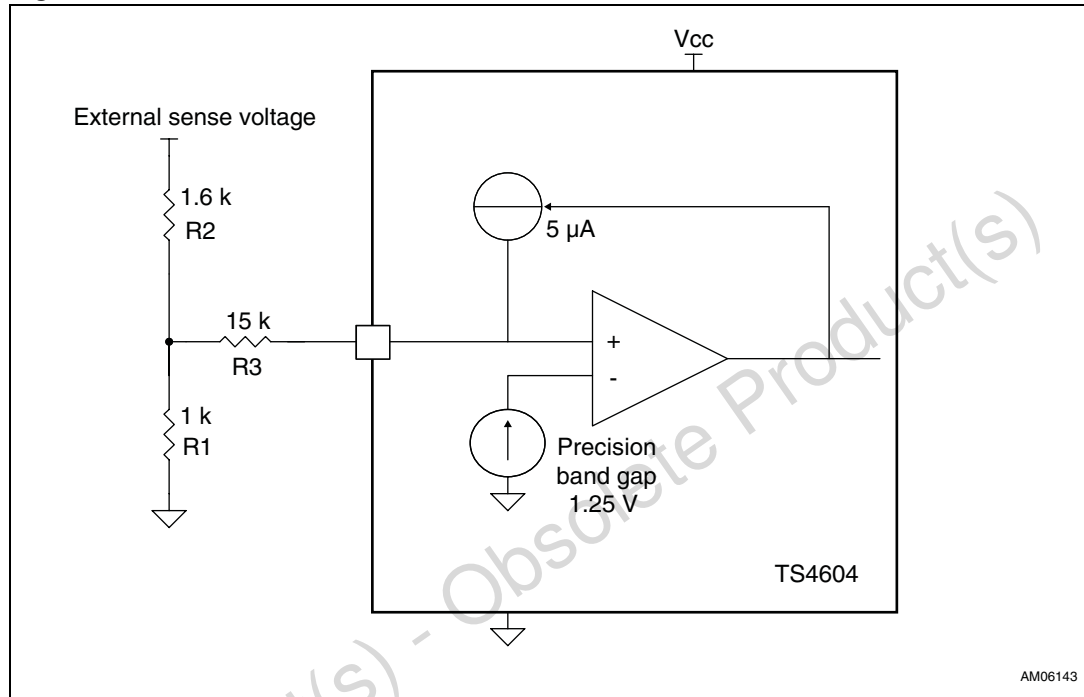 Vcc
External sense voltage
1.6 k
R2
5 µA
15 k
R3
+
-
1 k
R1
Precision
band gap
1.25 V
TS4604
AM06143
(s) - Obsolete Product(s)